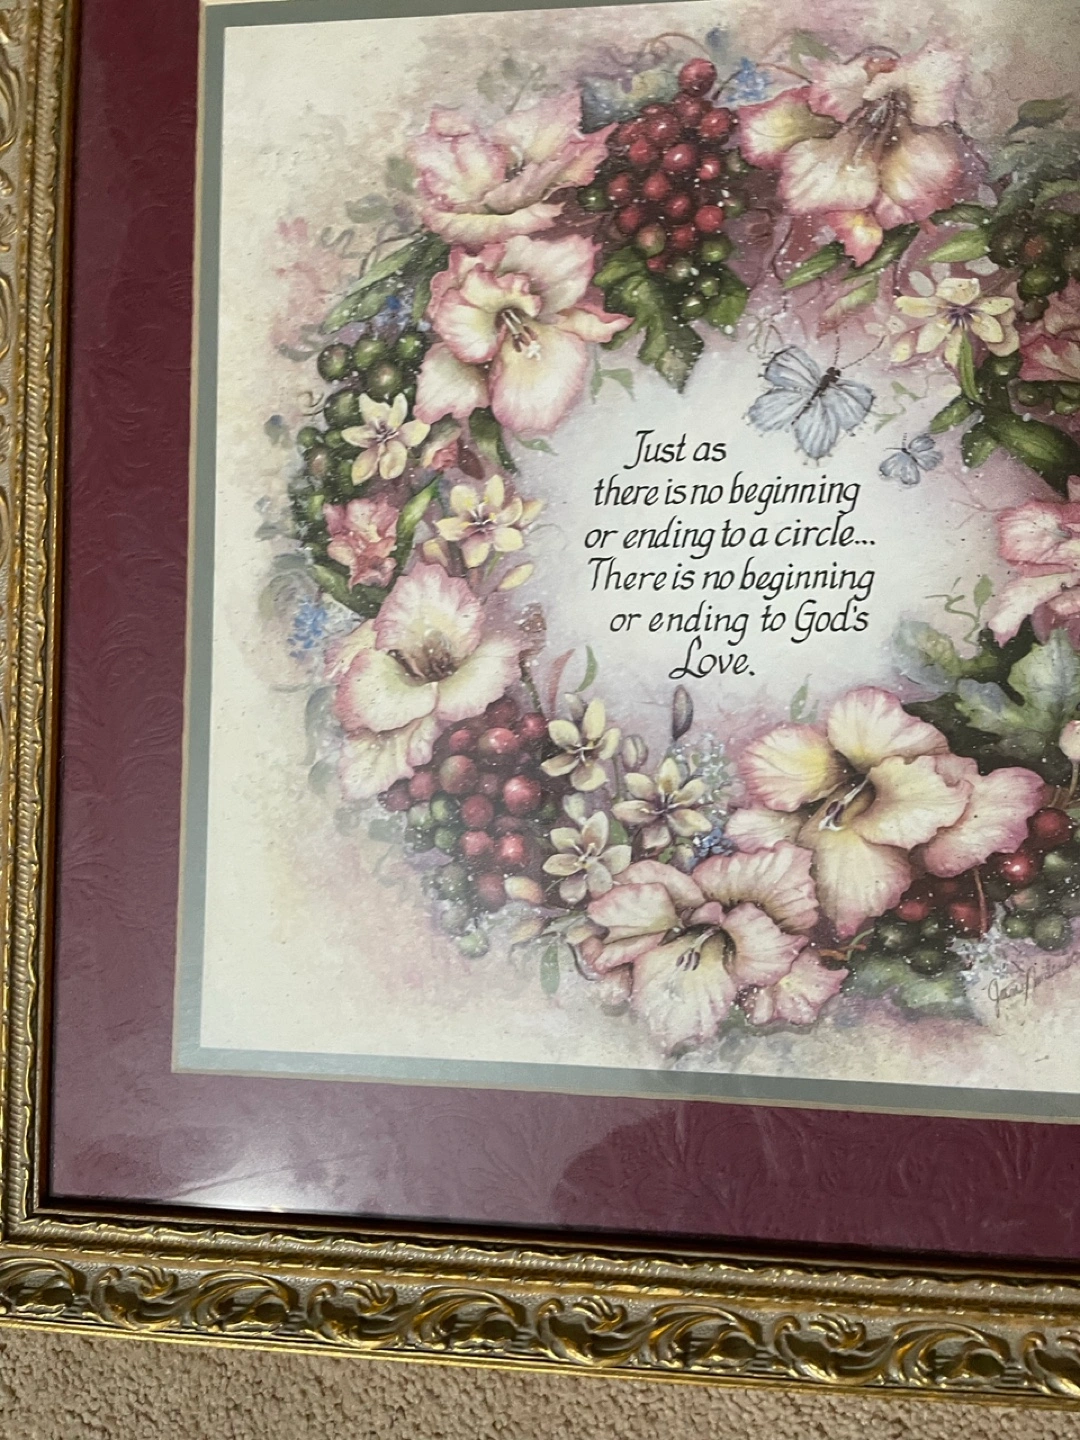 Just as
there is no beginning
or ending to a circle...
There is no beginning
or ending to God's
Love.